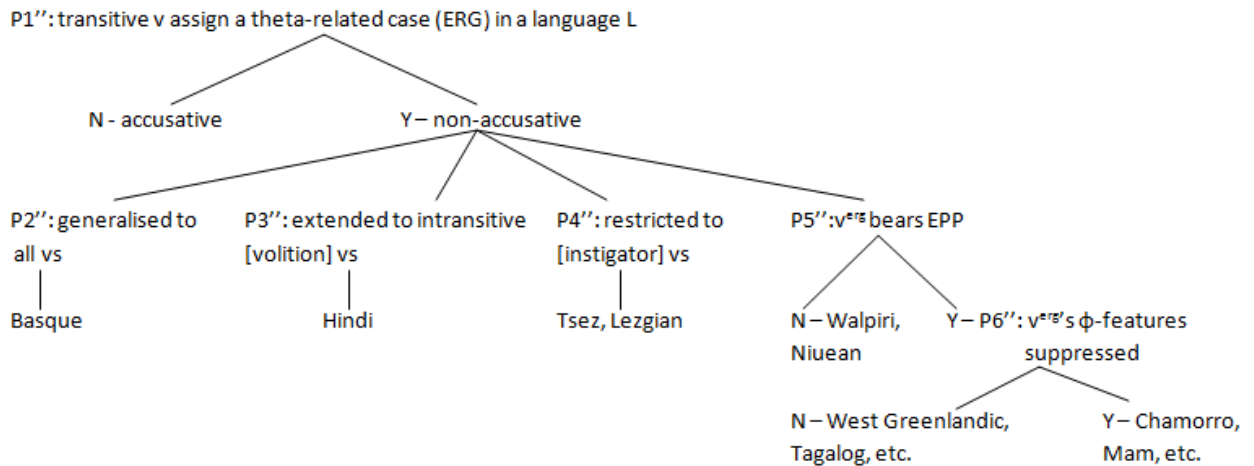 P1'': transitive v assign a theta-related case (ERG) in a language L
N - accusative
Y – non-accusative
P2'': generalised to
all vs
Basque
P3'': extended to intransitive
[volition] vs
Hindi
P4'': restricted to
[instigator] vs
Tsez, Lezgian
P5'':vᵉʳᵍ bears EPP
N – Walpiri,
Niuean
Y – P6'': vᵉʳᵍ's ϕ-features
suppressed
N – West Greenlandic,
Tagalog, etc.
Y – Chamorro,
Mam, etc.